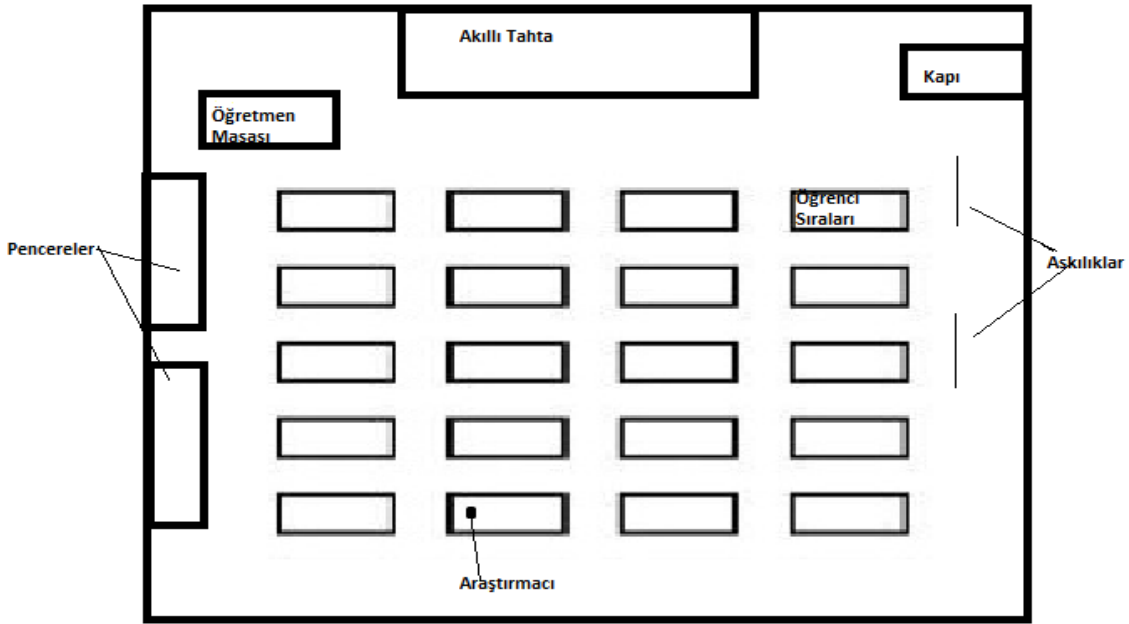 Akıllı Tahta
Kapı
Öğretmen
Masası
Öğrenci
Sıraları
Pencereler
Askılıklar
Araştırmacı